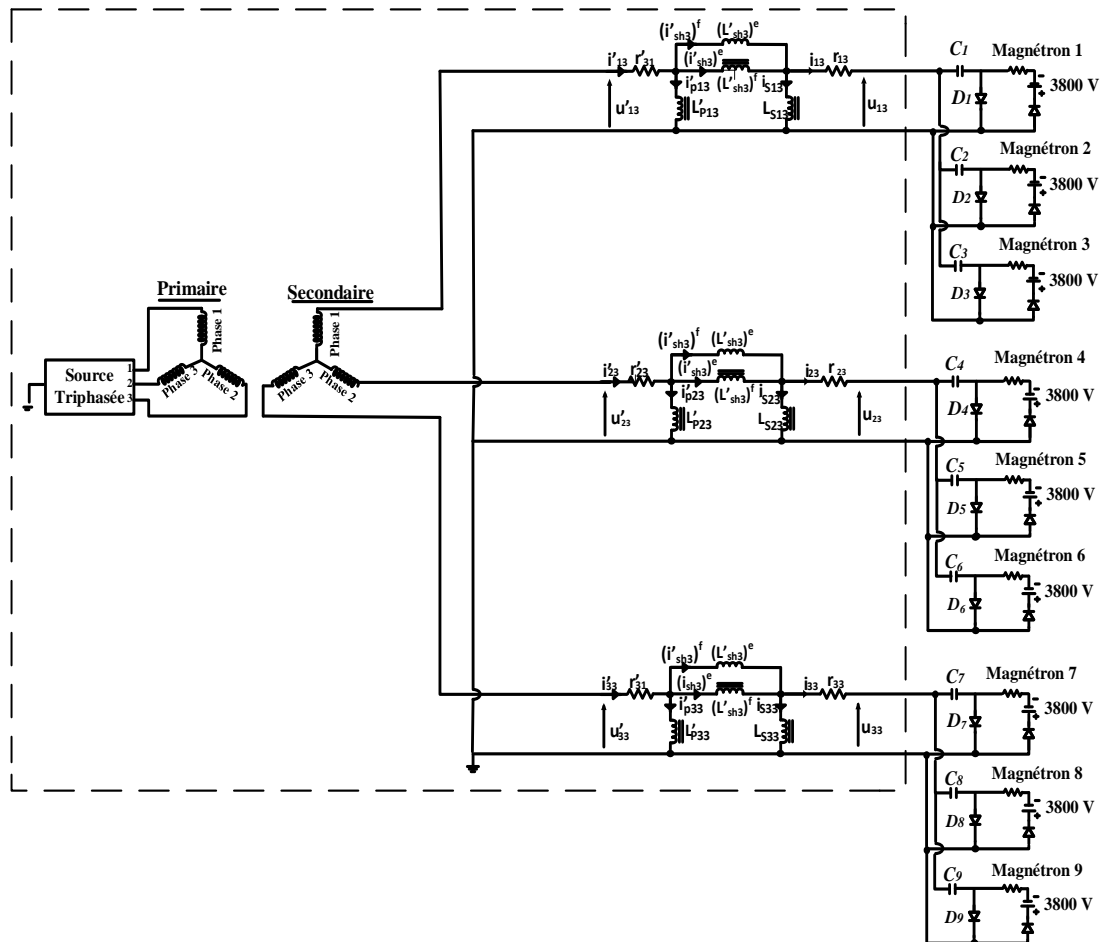 (i'sh3)f (L'sh3)e
i'13 r'31 (i'sh3)e i13 r13
(L'sh3)f
i'p13 iS13
u'13 L'P13 LS13 u13
C1 Magnétron 1
D1 - + 3800 V
C2 Magnétron 2
D2 - + 3800 V
C3 Magnétron 3
D3 - + 3800 V
Primaire
Secondaire
Phase 1
Phase 3
Phase 2
Phase 1
Phase 3
Phase 2
Source
Triphasée
1
2
3
(i'sh3)f (L'sh3)e
i'23 r'23 (i'sh3)e i23 r23
(L'sh3)f
i'p23 iS23
u'23 L'P23 LS23 u23
C4 Magnétron 4
D4 - + 3800 V
C5 Magnétron 5
D5 - + 3800 V
C6 Magnétron 6
D6 - + 3800 V
(i'sh3)f (L'sh3)e
i'33 r'31 (ish3)e i33 r33
(L'sh3)f
i'p33 iS33
u'33 L'P33 LS33 u33
C7 Magnétron 7
D7 - + 3800 V
C8 Magnétron 8
D8 - + 3800 V
C9 Magnétron 9
D9 - + 3800 V